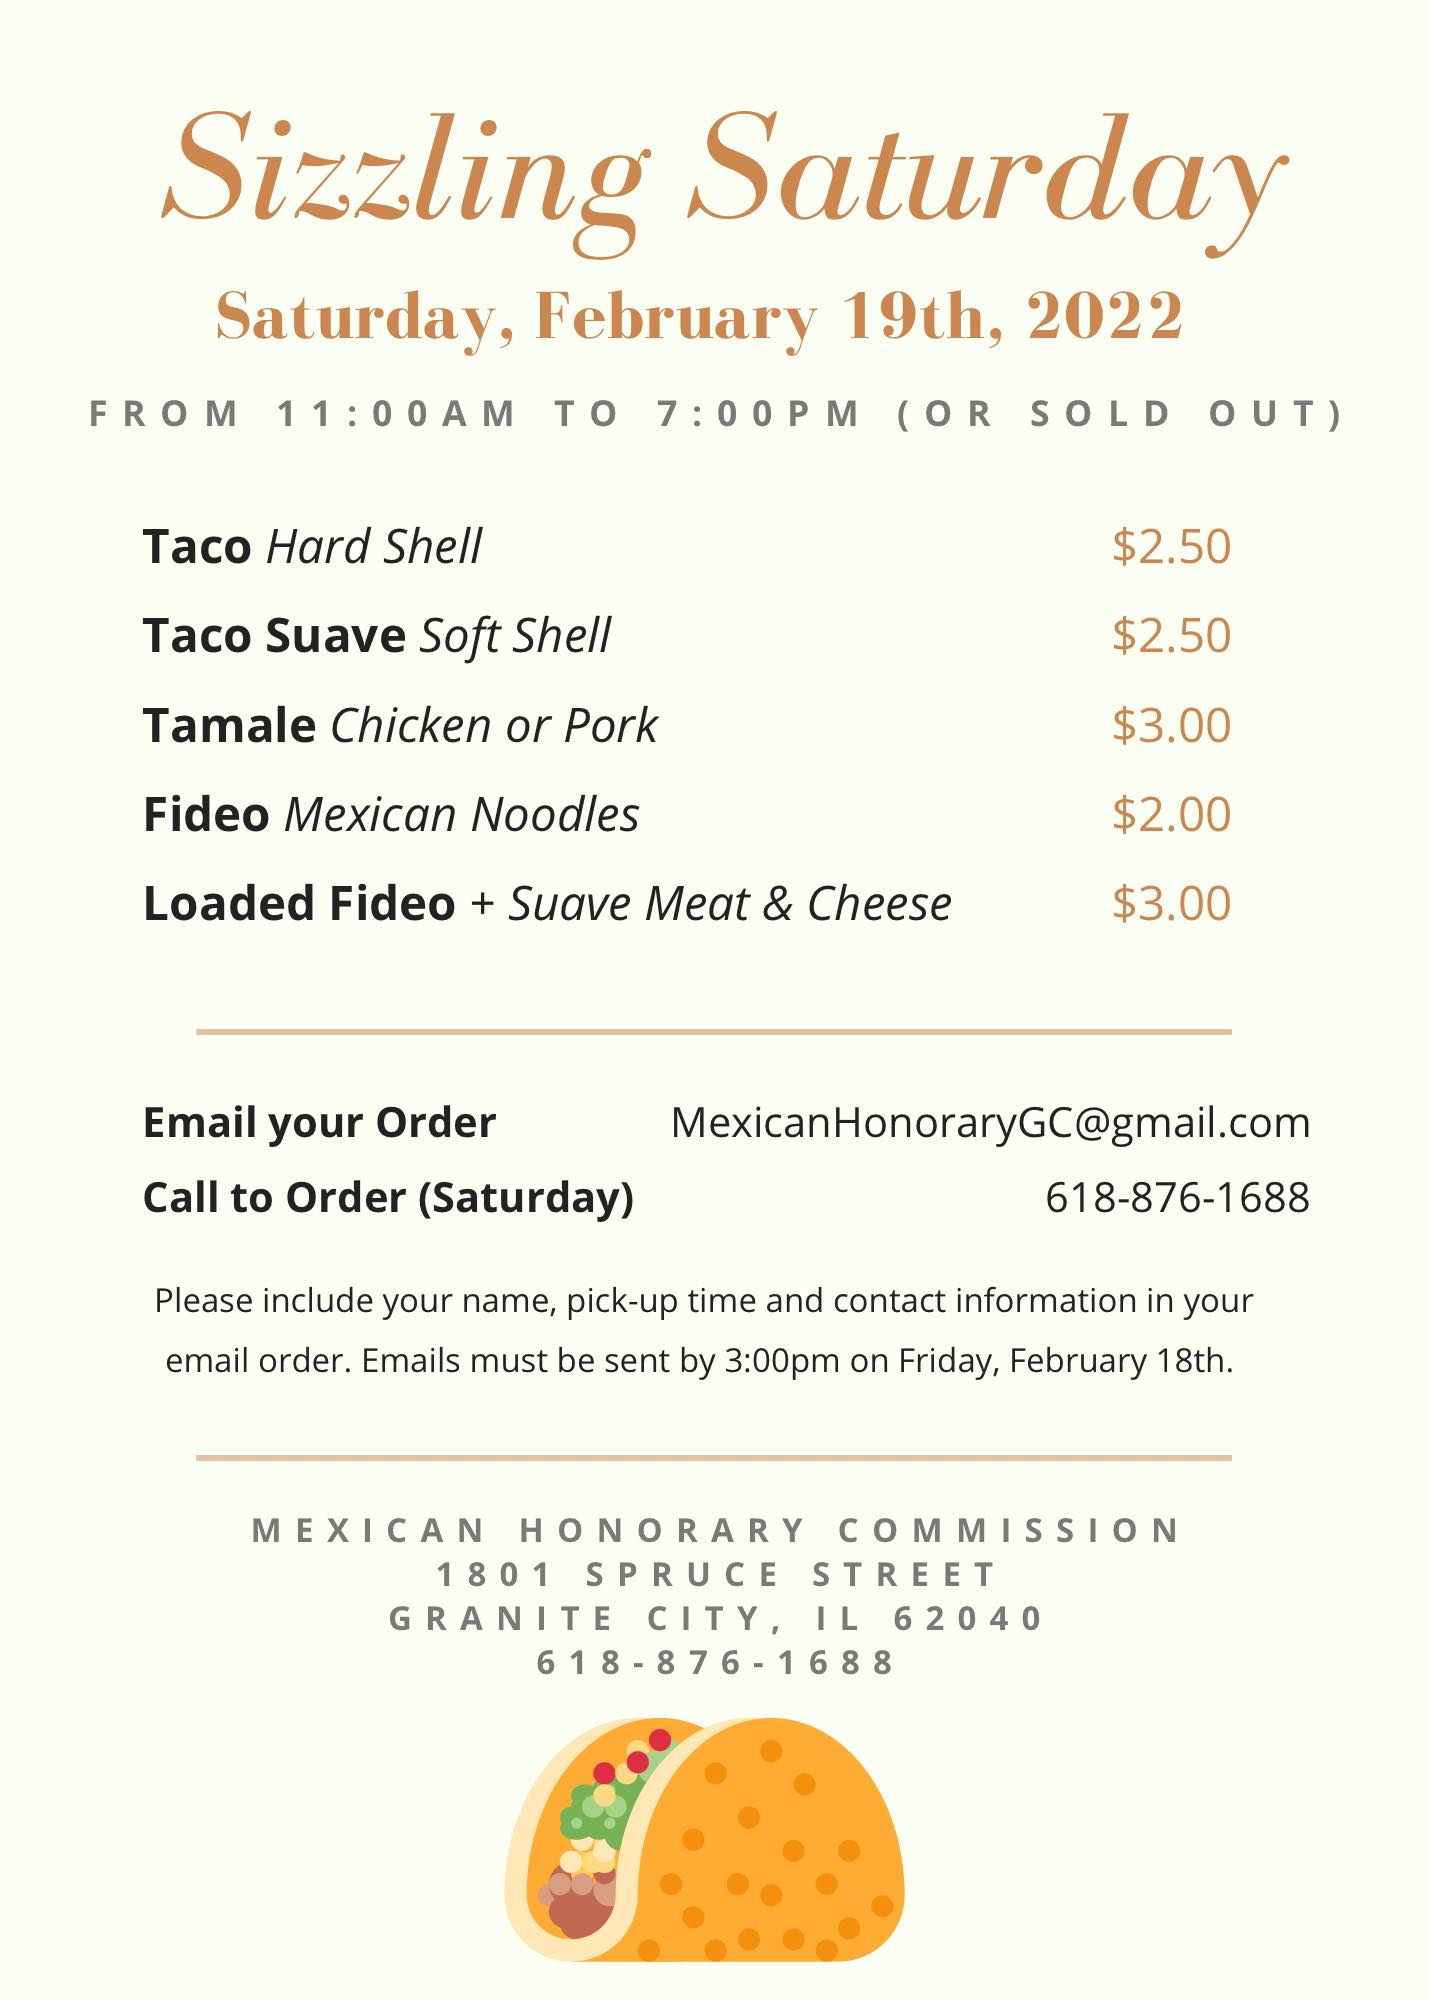 Sizzling Saturday
Saturday, February 19th, 2022
FROM 11:00AM TO 7:00PM (OR SOLD OUT)
Taco Hard Shell $2.50
Taco Suave Soft Shell $2.50
Tamale Chicken or Pork $3.00
Fideo Mexican Noodles $2.00
Loaded Fideo + Suave Meat & Cheese $3.00
Email your Order MexicanHonoraryGC@gmail.com
Call to Order (Saturday) 618-876-1688
Please include your name, pick-up time and contact information in your
email order. Emails must be sent by 3:00pm on Friday, February 18th.
MEXICAN HONORARY COMMISSION
1801 SPRUCE STREET
GRANITE CITY, IL 62040
618-876-1688